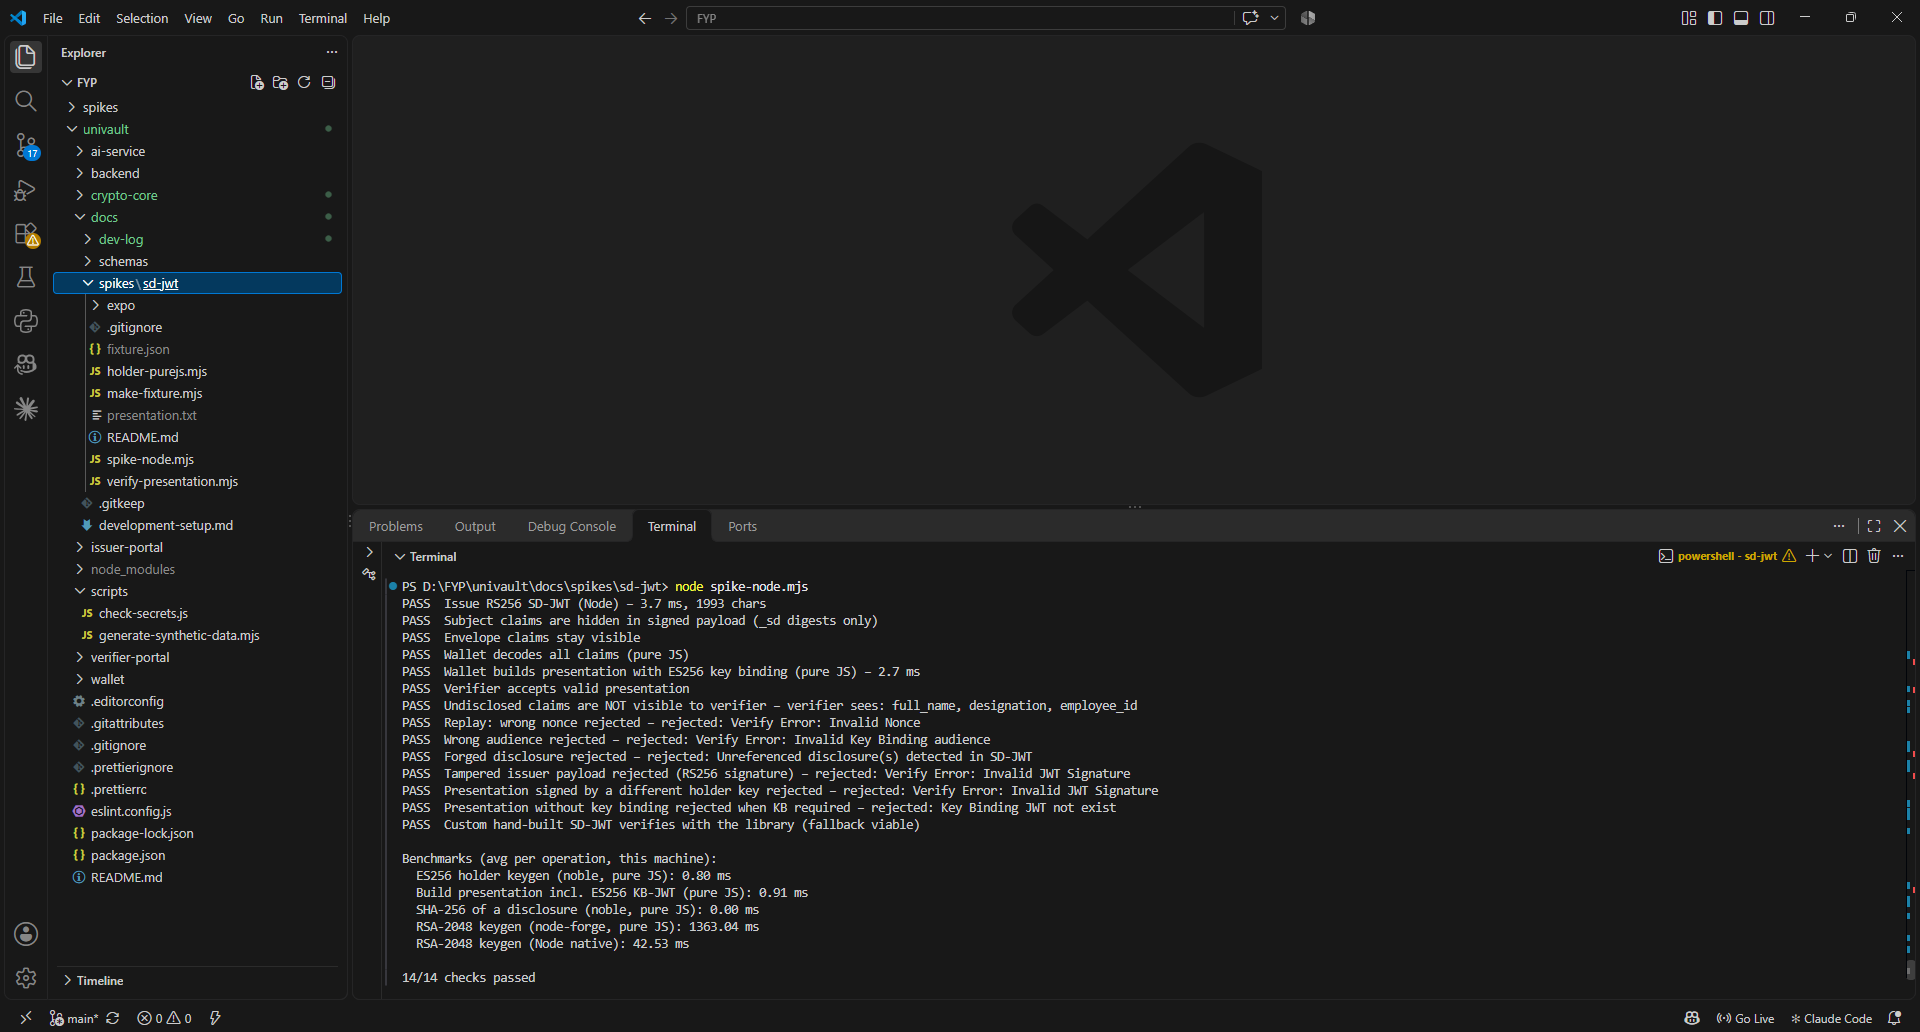 File Edit Selection View Go Run Terminal Help
FYP
Explorer
FYP
spikes
univault
ai-service
backend
crypto-core
docs
dev-log
schemas
spikes\sd-jwt
expo
.gitignore
fixture.json
holder-purejs.mjs
make-fixture.mjs
presentation.txt
README.md
spike-node.mjs
verify-presentation.mjs
.gitkeep
development-setup.md
issuer-portal
node_modules
scripts
check-secrets.js
generate-synthetic-data.mjs
verifier-portal
wallet
.editorconfig
.gitattributes
.gitignore
.prettierignore
.prettierrc
eslint.config.js
package-lock.json
package.json
README.md
Timeline
17
Problems Output Debug Console Terminal Ports
Terminal
powershell - sd-jwt
PS D:\FYP\univault\docs\spikes\sd-jwt> node spike-node.mjs
PASS  Issue RS256 SD-JWT (Node) — 3.7 ms, 1993 chars
PASS  Subject claims are hidden in signed payload (_sd digests only)
PASS  Envelope claims stay visible
PASS  Wallet decodes all claims (pure JS)
PASS  Wallet builds presentation with ES256 key binding (pure JS) — 2.7 ms
PASS  Verifier accepts valid presentation
PASS  Undisclosed claims are NOT visible to verifier — verifier sees: full_name, designation, employee_id
PASS  Replay: wrong nonce rejected — rejected: Verify Error: Invalid Nonce
PASS  Wrong audience rejected — rejected: Verify Error: Invalid Key Binding audience
PASS  Forged disclosure rejected — rejected: Unreferenced disclosure(s) detected in SD-JWT
PASS  Tampered issuer payload rejected (RS256 signature) — rejected: Verify Error: Invalid JWT Signature
PASS  Presentation signed by a different holder key rejected — rejected: Verify Error: Invalid JWT Signature
PASS  Presentation without key binding rejected when KB required — rejected: Key Binding JWT not exist
PASS  Custom hand-built SD-JWT verifies with the library (fallback viable)
Benchmarks (avg per operation, this machine):
ES256 holder keygen (noble, pure JS): 0.80 ms
Build presentation incl. ES256 KB-JWT (pure JS): 0.91 ms
SHA-256 of a disclosure (noble, pure JS): 0.00 ms
RSA-2048 keygen (node-forge, pure JS): 1363.04 ms
RSA-2048 keygen (Node native): 42.53 ms
14/14 checks passed
main* 0 0 Go Live Claude Code